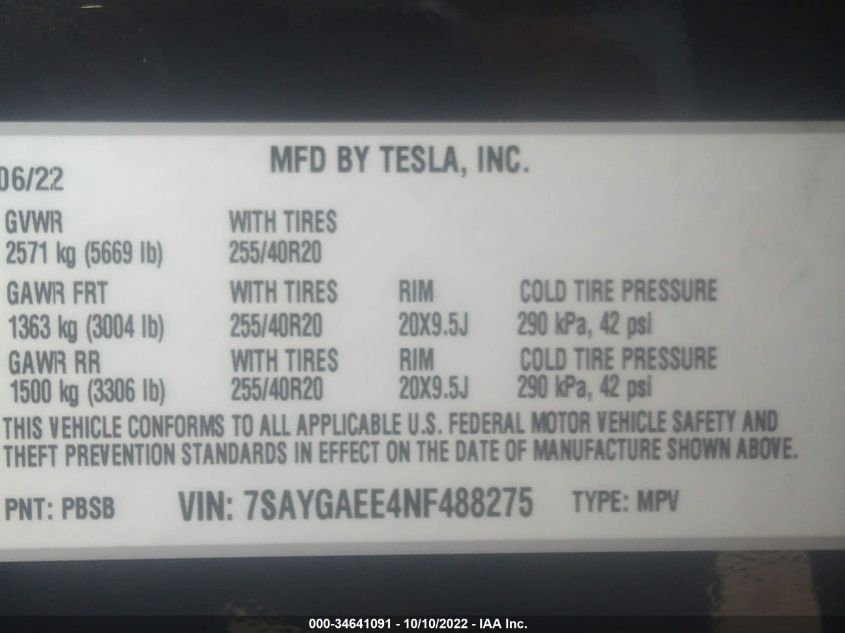 MFD BY TESLA, INC.
06/22
GVWR WITH TIRES
2571 kg (5669 lb) 255/40R20
GAWR FRT WITH TIRES RIM COLD TIRE PRESSURE
1363 kg (3004 lb) 255/40R20 20X9.5J 290 kPa, 42 psi
GAWR RR WITH TIRES RIM COLD TIRE PRESSURE
1500 kg (3306 lb) 255/40R20 20X9.5J 290 kPa, 42 psi
THIS VEHICLE CONFORMS TO ALL APPLICABLE U.S. FEDERAL MOTOR VEHICLE SAFETY AND
THEFT PREVENTION STANDARDS IN EFFECT ON THE DATE OF MANUFACTURE SHOWN ABOVE.
PNT: PBSB VIN: 7SAYGAEE4NF488275 TYPE: MPV
000-34641091 - 10/10/2022 - IAA Inc.